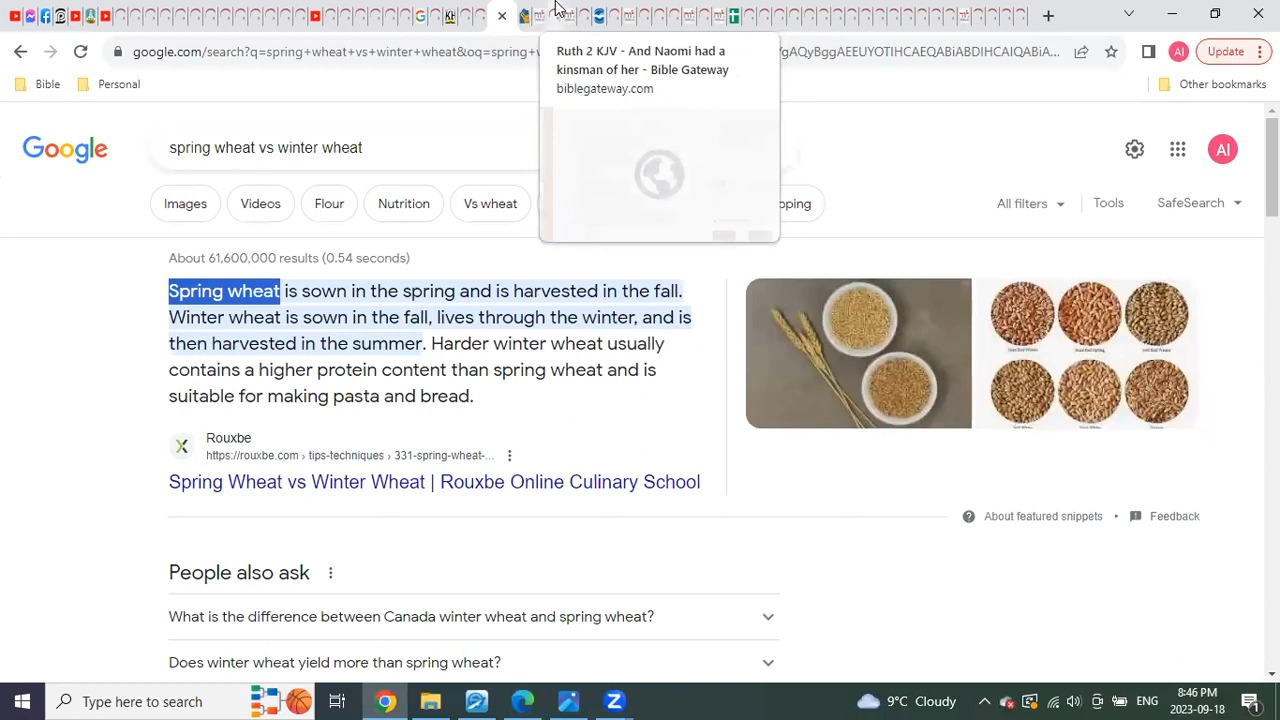 Ruth 2 KJV - And Naomi had a
kinsman of her - Bible Gateway
biblegateway.com
google.com/search?q=spring+wheat+vs+winter+wheat&oq=spring+w
Update
Bible
Personal
Other bookmarks
Google
spring wheat vs winter wheat
AI
Images
Videos
Flour
Nutrition
Vs wheat
pping
All filters
Tools
SafeSearch
About 61,600,000 results (0.54 seconds)
Spring wheat is sown in the spring and is harvested in the fall.
Winter wheat is sown in the fall, lives through the winter, and is
then harvested in the summer. Harder winter wheat usually
contains a higher protein content than spring wheat and is
suitable for making pasta and bread.
Rouxbe
https://rouxbe.com › tips-techniques › 331-spring-wheat-...
Spring Wheat vs Winter Wheat | Rouxbe Online Culinary School
About featured snippets
Feedback
People also ask
What is the difference between Canada winter wheat and spring wheat?
Does winter wheat yield more than spring wheat?
Type here to search
9°C Cloudy
ENG
8:46 PM
2023-09-18